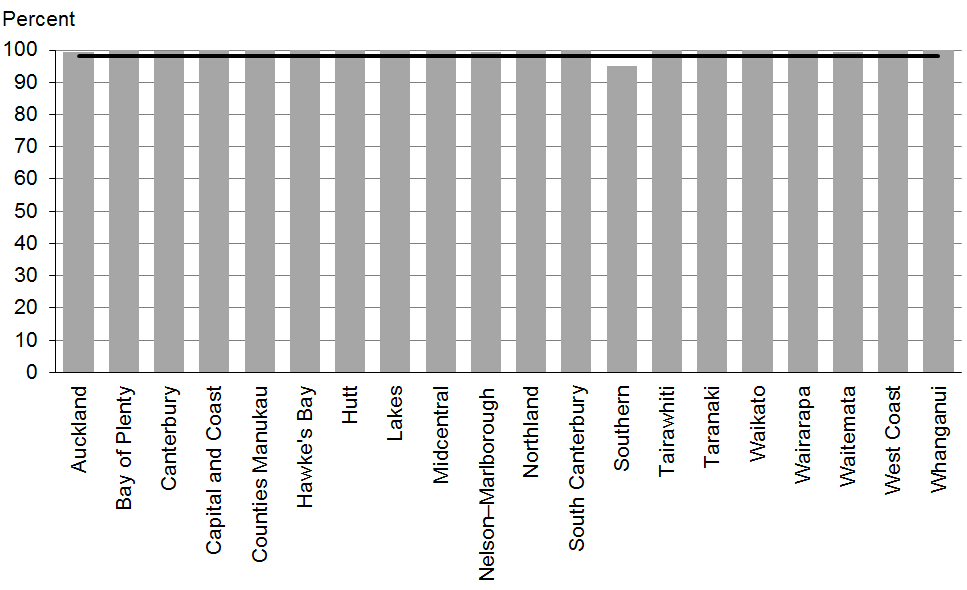 Percent
100
90
80
70
60
50
40
30
20
10
0
Auckland
Bay of Plenty
Canterbury
Capital and Coast
Counties Manukau
Hawke's Bay
Hutt
Lakes
Midcentral
Nelson–Marlborough
Northland
South Canterbury
Southern
Tairawhiti
Taranaki
Waikato
Wairarapa
Waitemata
West Coast
Whanganui